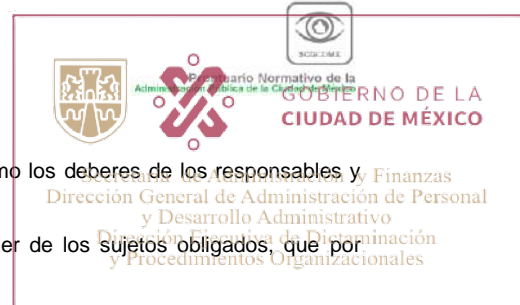 Prontuario Normativo de la
Administración Pública de la Ciudad de México
GOBIERNO DE LA
CIUDAD DE MÉXICO
mo los deberes de los responsables y
Secretaría de Administración y Finanzas
Dirección General de Administración de Personal
y Desarrollo Administrativo
er de los sujetos obligados, que por
Dirección Ejecutiva de Dictaminación
y Procedimientos Organizacionales